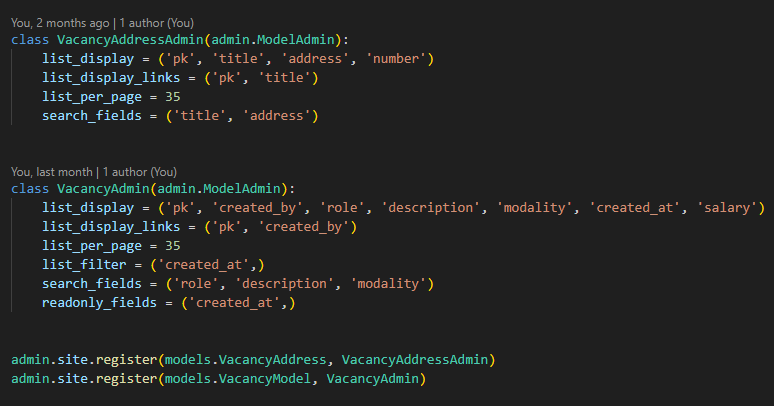 You, 2 months ago | 1 author (You)
class VacancyAddressAdmin(admin.ModelAdmin):
    list_display = ('pk', 'title', 'address', 'number')
    list_display_links = ('pk', 'title')
    list_per_page = 35
    search_fields = ('title', 'address')
You, last month | 1 author (You)
class VacancyAdmin(admin.ModelAdmin):
    list_display = ('pk', 'created_by', 'role', 'description', 'modality', 'created_at', 'salary')
    list_display_links = ('pk', 'created_by')
    list_per_page = 35
    list_filter = ('created_at',)
    search_fields = ('role', 'description', 'modality')
    readonly_fields = ('created_at',)
admin.site.register(models.VacancyAddress, VacancyAddressAdmin)
admin.site.register(models.VacancyModel, VacancyAdmin)